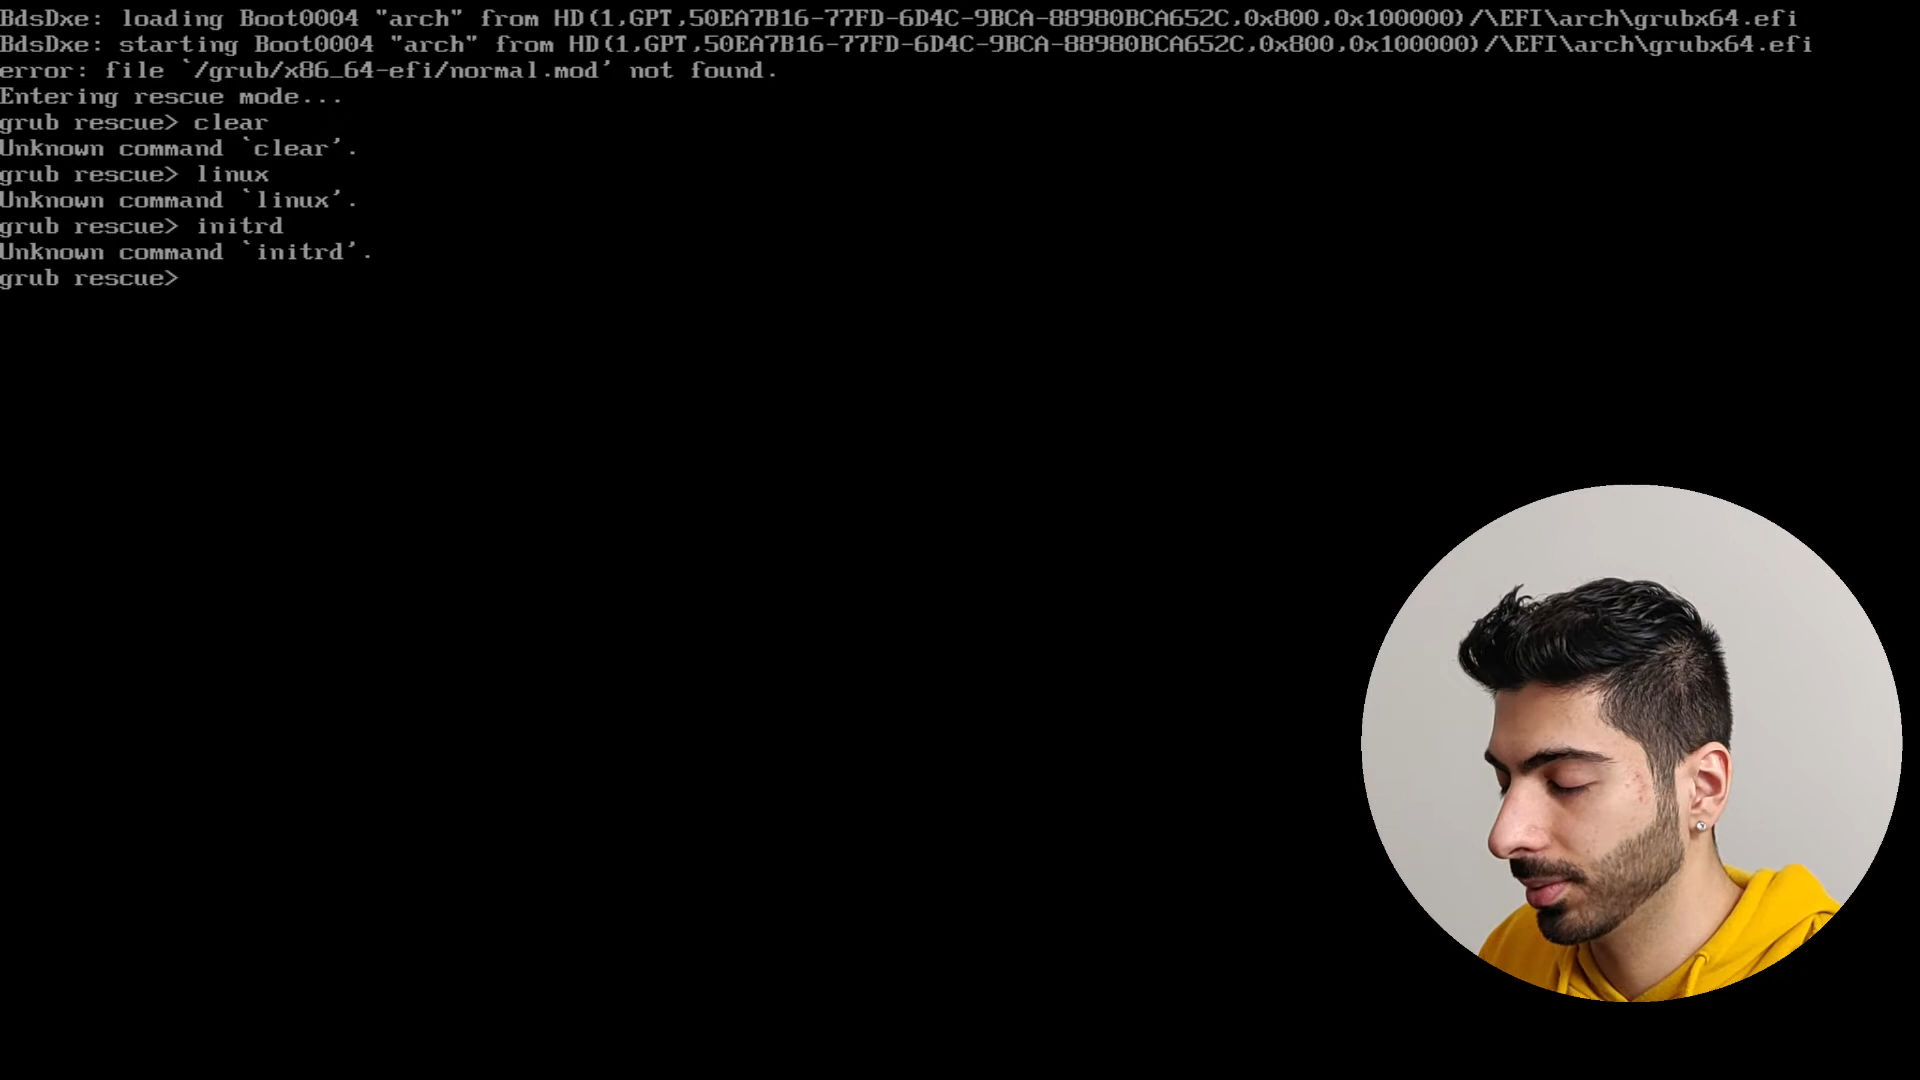 BdsDxe: loading Boot0004 "arch" from HD(1,GPT,50EA7B16-77FD-6D4C-9BCA-88980BCA652C,0x800,0x100000)/\EFI\arch\grubx64.efi
BdsDxe: starting Boot0004 "arch" from HD(1,GPT,50EA7B16-77FD-6D4C-9BCA-88980BCA652C,0x800,0x100000)/\EFI\arch\grubx64.efi
error: file `/grub/x86_64-efi/normal.mod' not found.
Entering rescue mode...
grub rescue> clear
Unknown command `clear'.
grub rescue> linux
Unknown command `linux'.
grub rescue> initrd
Unknown command `initrd'.
grub rescue>